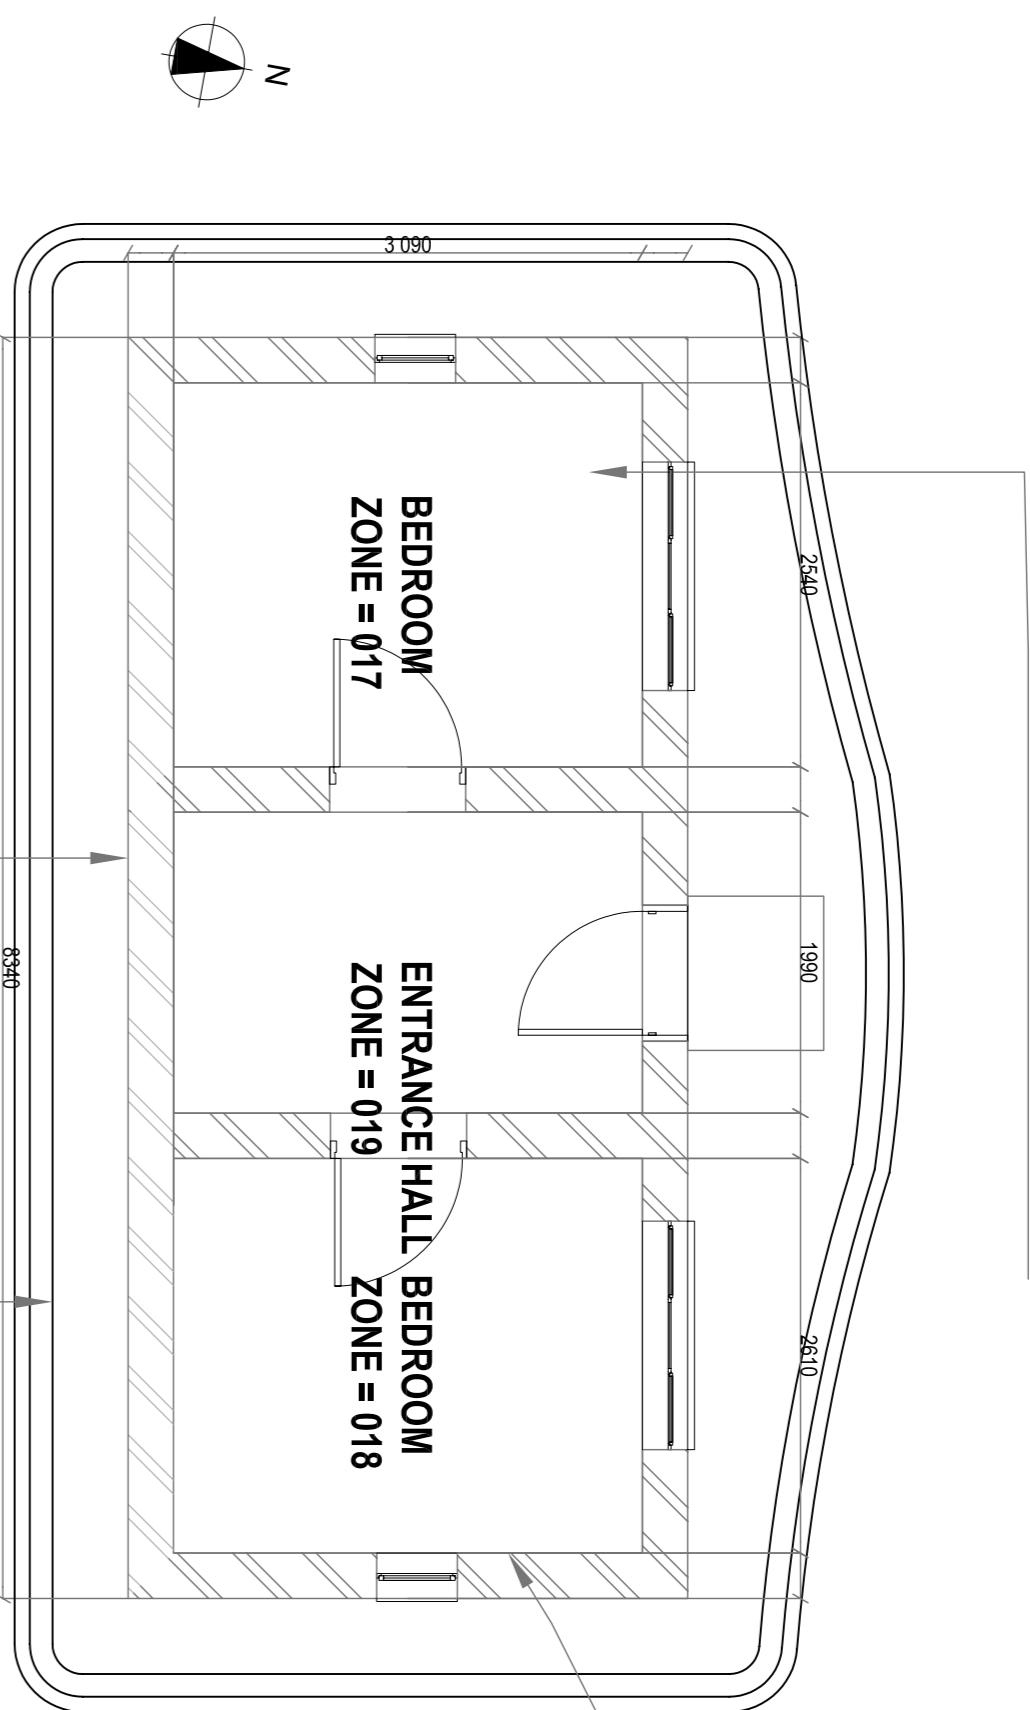 N
3 090
BEDROOM
ZONE = 017
2540
ENTRANCE HALL
ZONE = 019
1990
8340
BEDROOM
ZONE = 018
2610